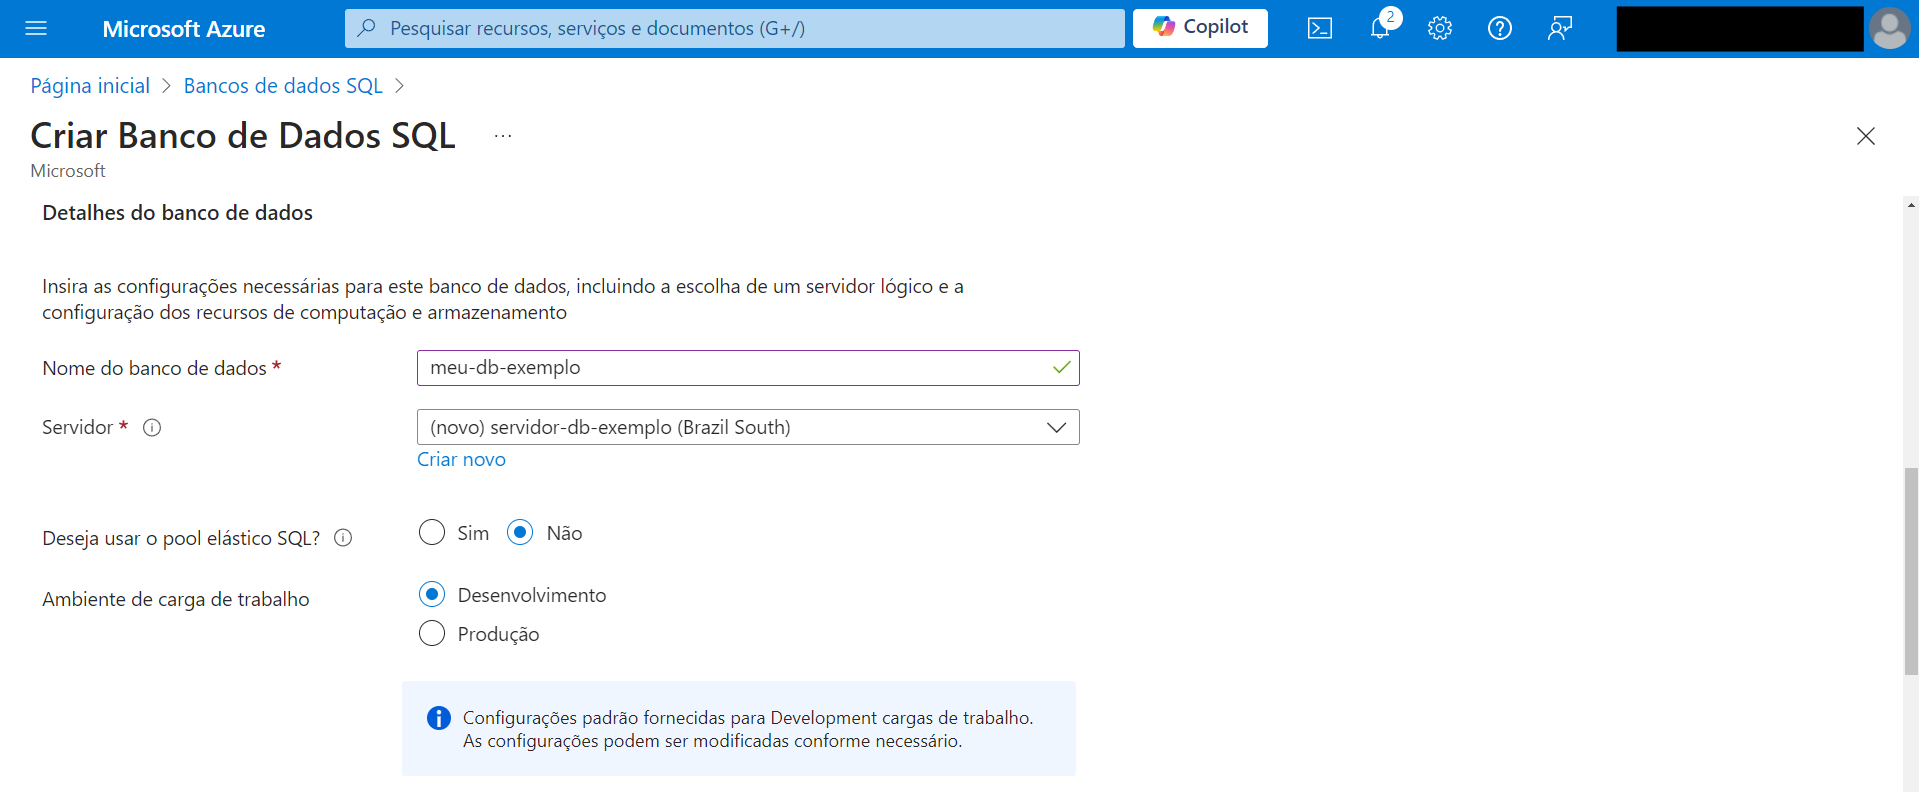 Microsoft Azure
Pesquisar recursos, serviços e documentos (G+/)
Copilot
2
Página inicial > Bancos de dados SQL >
Criar Banco de Dados SQL ...
Microsoft
Detalhes do banco de dados
Insira as configurações necessárias para este banco de dados, incluindo a escolha de um servidor lógico e a
configuração dos recursos de computação e armazenamento
Nome do banco de dados *
meu-db-exemplo
Servidor *
(novo) servidor-db-exemplo (Brazil South)
Criar novo
Deseja usar o pool elástico SQL?
Sim
Não
Ambiente de carga de trabalho
Desenvolvimento
Produção
Configurações padrão fornecidas para Development cargas de trabalho.
As configurações podem ser modificadas conforme necessário.